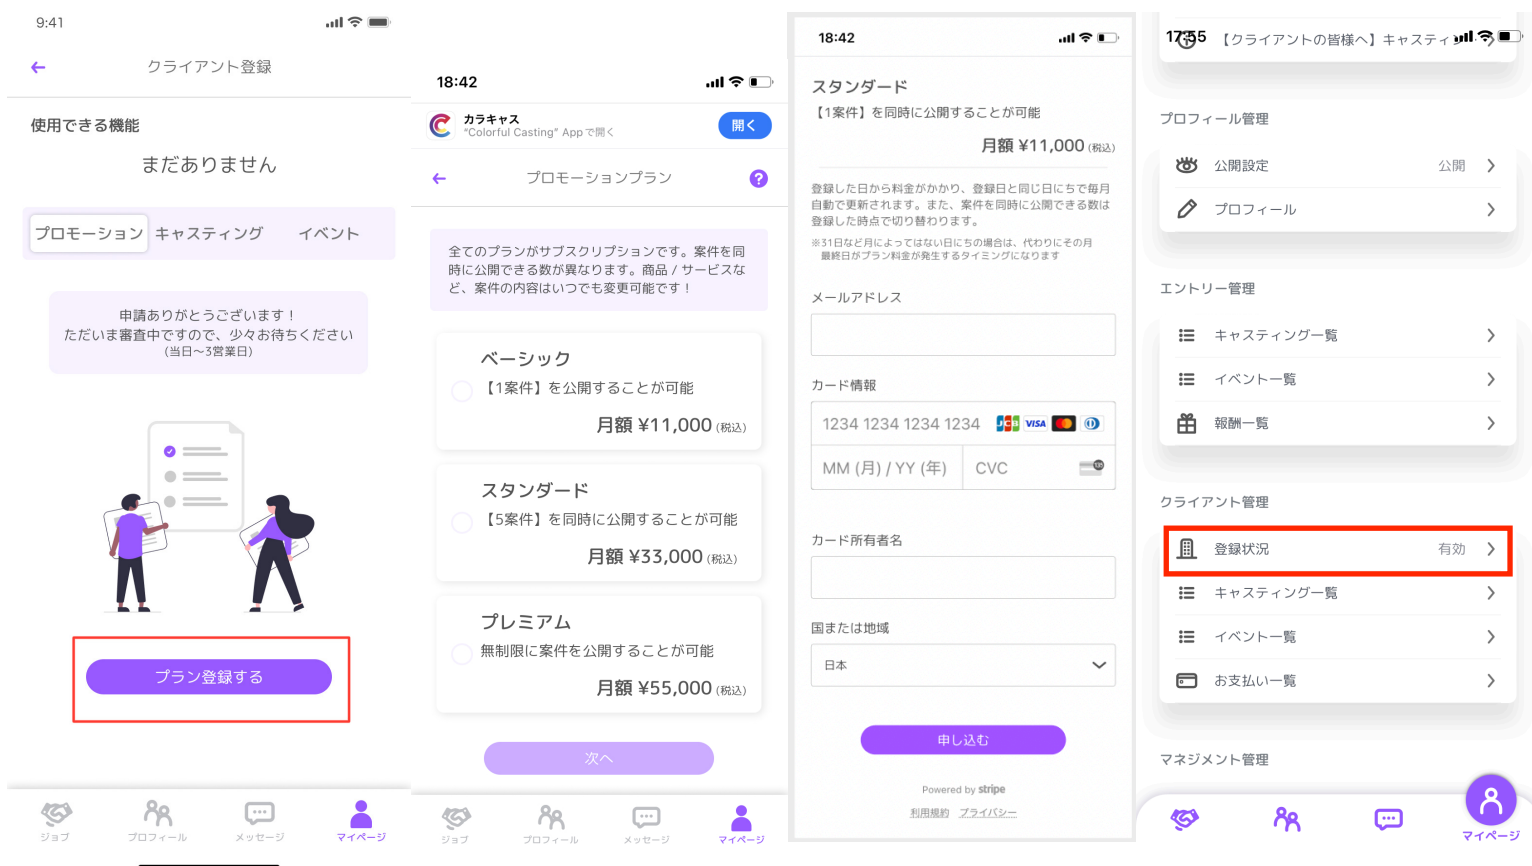 9:41
クライアント登録
使用できる機能
まだありません
プロモーション キャスティング イベント
申請ありがとうございます！
ただいま審査中ですので、少々お待ちください
(当日〜3営業日)
プラン登録する
ジョブ プロフィール メッセージ マイページ
18:42
カラキャス
"Colorful Casting" Appで開く
開く
プロモーションプラン
?
全てのプランがサブスクリプションです。案件を同
時に公開できる数が異なります。商品 / サービスな
ど、案件の内容はいつでも変更可能です！
ベーシック
【1案件】を公開することが可能
月額 ¥11,000 (税込)
スタンダード
【5案件】を同時に公開することが可能
月額 ¥33,000 (税込)
プレミアム
無制限に案件を公開することが可能
月額 ¥55,000 (税込)
次へ
ジョブ プロフィール メッセージ マイページ
18:42
スタンダード
【1案件】を同時に公開することが可能
月額 ¥11,000 (税込)
登録した日から料金がかかり、登録日と同じ日にちで毎月
自動で更新されます。また、案件を同時に公開できる数は
登録した時点で切り替わります。
※31日など月によってはない日にちの場合は、代わりにその月
最終日がプラン料金が発生するタイミングになります
メールアドレス
カード情報
1234 1234 1234 1234 JCB VISA
MM (月) / YY (年) CVC 135
カード所有者名
国または地域
日本
申し込む
Powered by stripe
利用規約 プライバシー
17:55
【クライアントの皆様へ】キャスティ
プロフィール管理
公開設定 公開
プロフィール
エントリー管理
キャスティング一覧
イベント一覧
報酬一覧
クライアント管理
登録状況 有効
キャスティング一覧
イベント一覧
お支払い一覧
マネジメント管理
マイページ